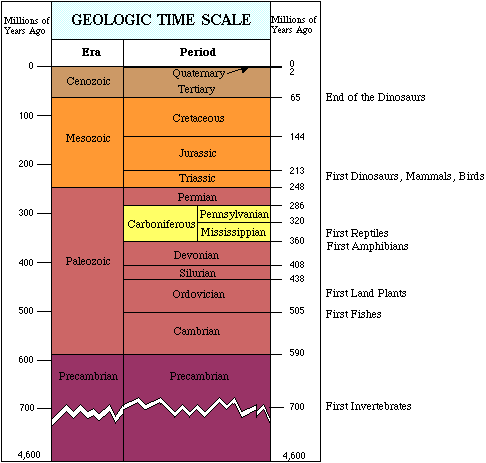 Millions of
Years Ago
GEOLOGIC TIME SCALE
Millions of
Years Ago
Era
Period
0
100
200
300
400
500
600
700
4,600
Cenozoic
Mesozoic
Paleozoic
Precambrian
Quaternary
Tertiary
Cretaceous
Jurassic
Triassic
Permian
Carboniferous
Pennsylvanian
Mississippian
Devonian
Silurian
Ordovician
Cambrian
Precambrian
0
2
65
144
213
248
286
320
360
408
438
505
590
700
4,600
End of the Dinosaurs
First Dinosaurs, Mammals, Birds
First Reptiles
First Amphibians
First Land Plants
First Fishes
First Invertebrates